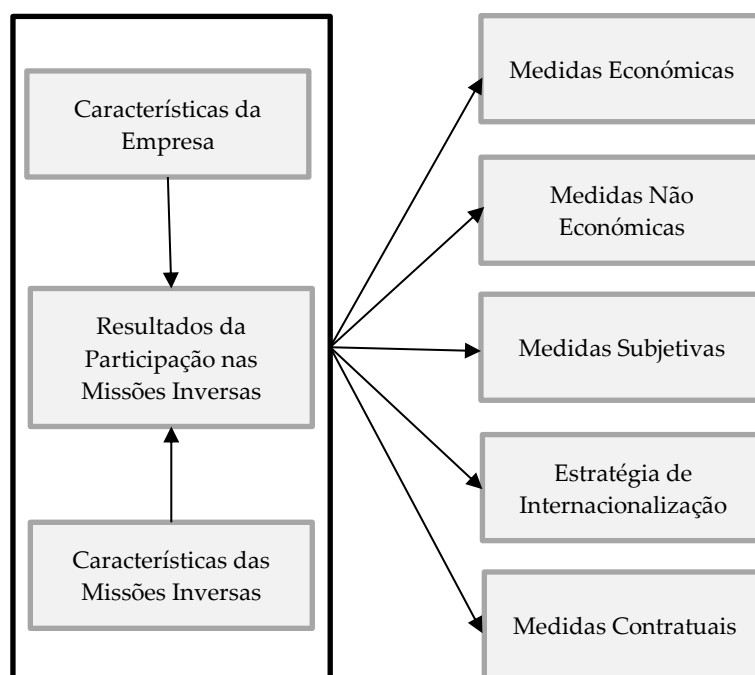 Características da
Empresa
Resultados da
Participação nas
Missões Inversas
Características das
Missões Inversas
Medidas Económicas
Medidas Não
Económicas
Medidas Subjetivas
Estratégia de
Internacionalização
Medidas Contratuais